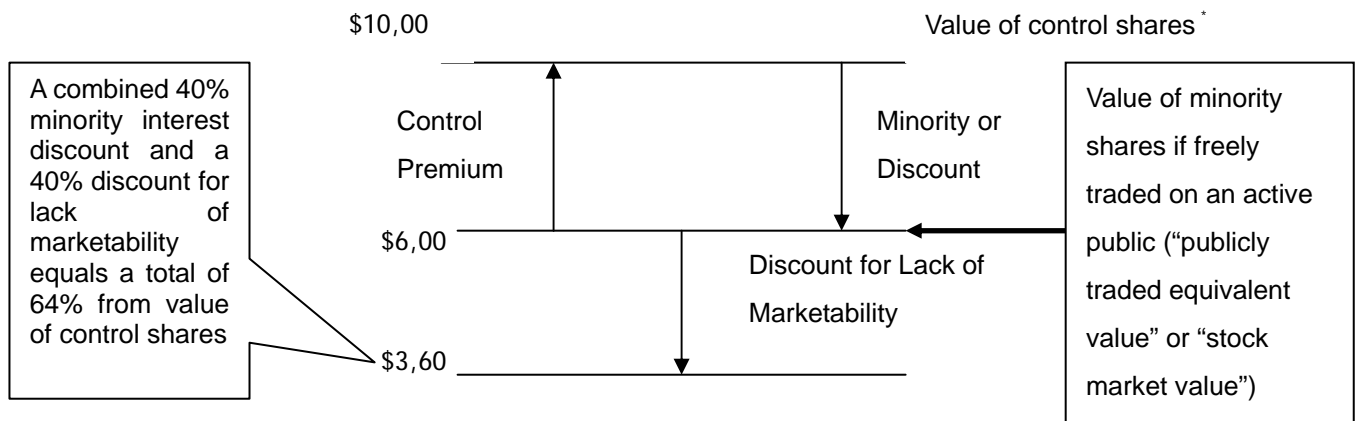 $10,00
Value of control shares *
A combined 40%
minority interest
discount and a
40% discount for
lack of
marketability
equals a total of
64% from value
of control shares
Control
Premium
Minority or
Discount
Value of minority
shares if freely
traded on an active
public (“publicly
traded equivalent
value” or “stock
market value”)
$6,00
Discount for Lack of
Marketability
$3,60